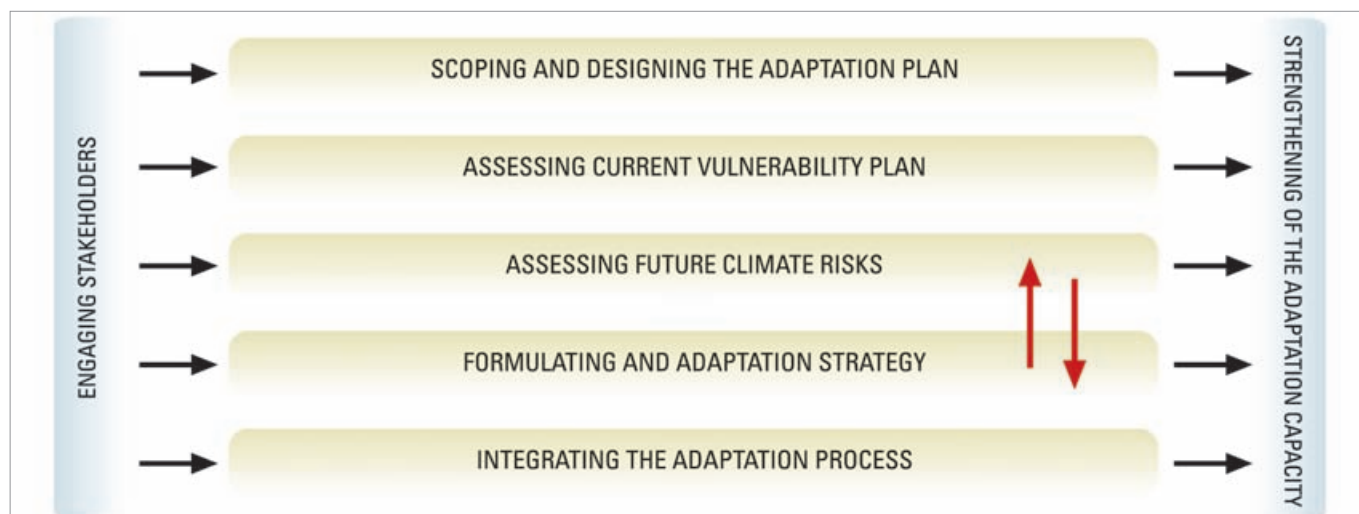 ENGAGING STAKEHOLDERS
SCOPING AND DESIGNING THE ADAPTATION PLAN
ASSESSING CURRENT VULNERABILITY PLAN
ASSESSING FUTURE CLIMATE RISKS
FORMULATING AND ADAPTATION STRATEGY
INTEGRATING THE ADAPTATION PROCESS
STRENGTHENING OF THE ADAPTATION CAPACITY